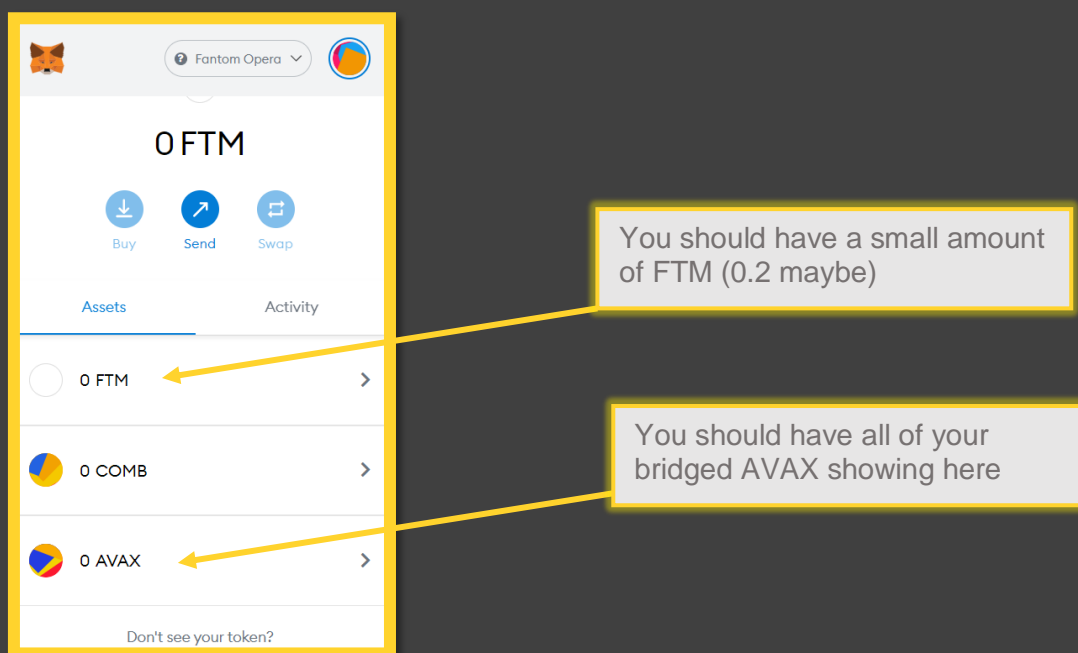 Fantom Opera
0 FTM
Buy Send Swap
Assets Activity
0 FTM
0 COMB
0 AVAX
Don't see your token?
You should have a small amount
of FTM (0.2 maybe)
You should have all of your
bridged AVAX showing here